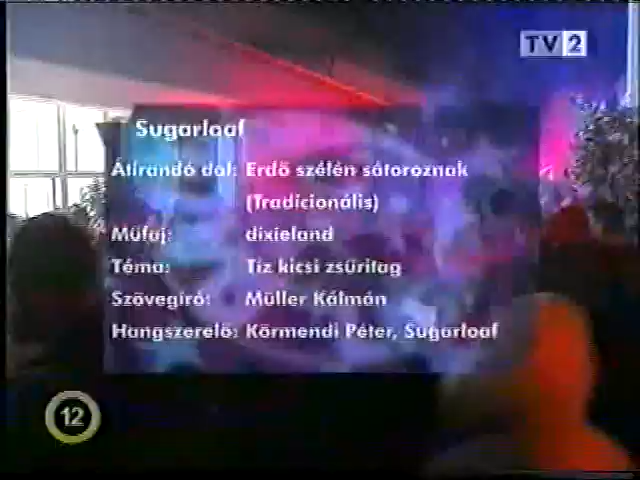 TV2
Sugarloaf
Átírandó dal: Erdő szélén sátoroznak
(Tradicionális)
Műfaj: dixieland
Téma: Tíz kicsi zsűritag
Szövegíró: Müller Kálmán
Hangszerelő: Körmendi Péter, Sugarloaf
12